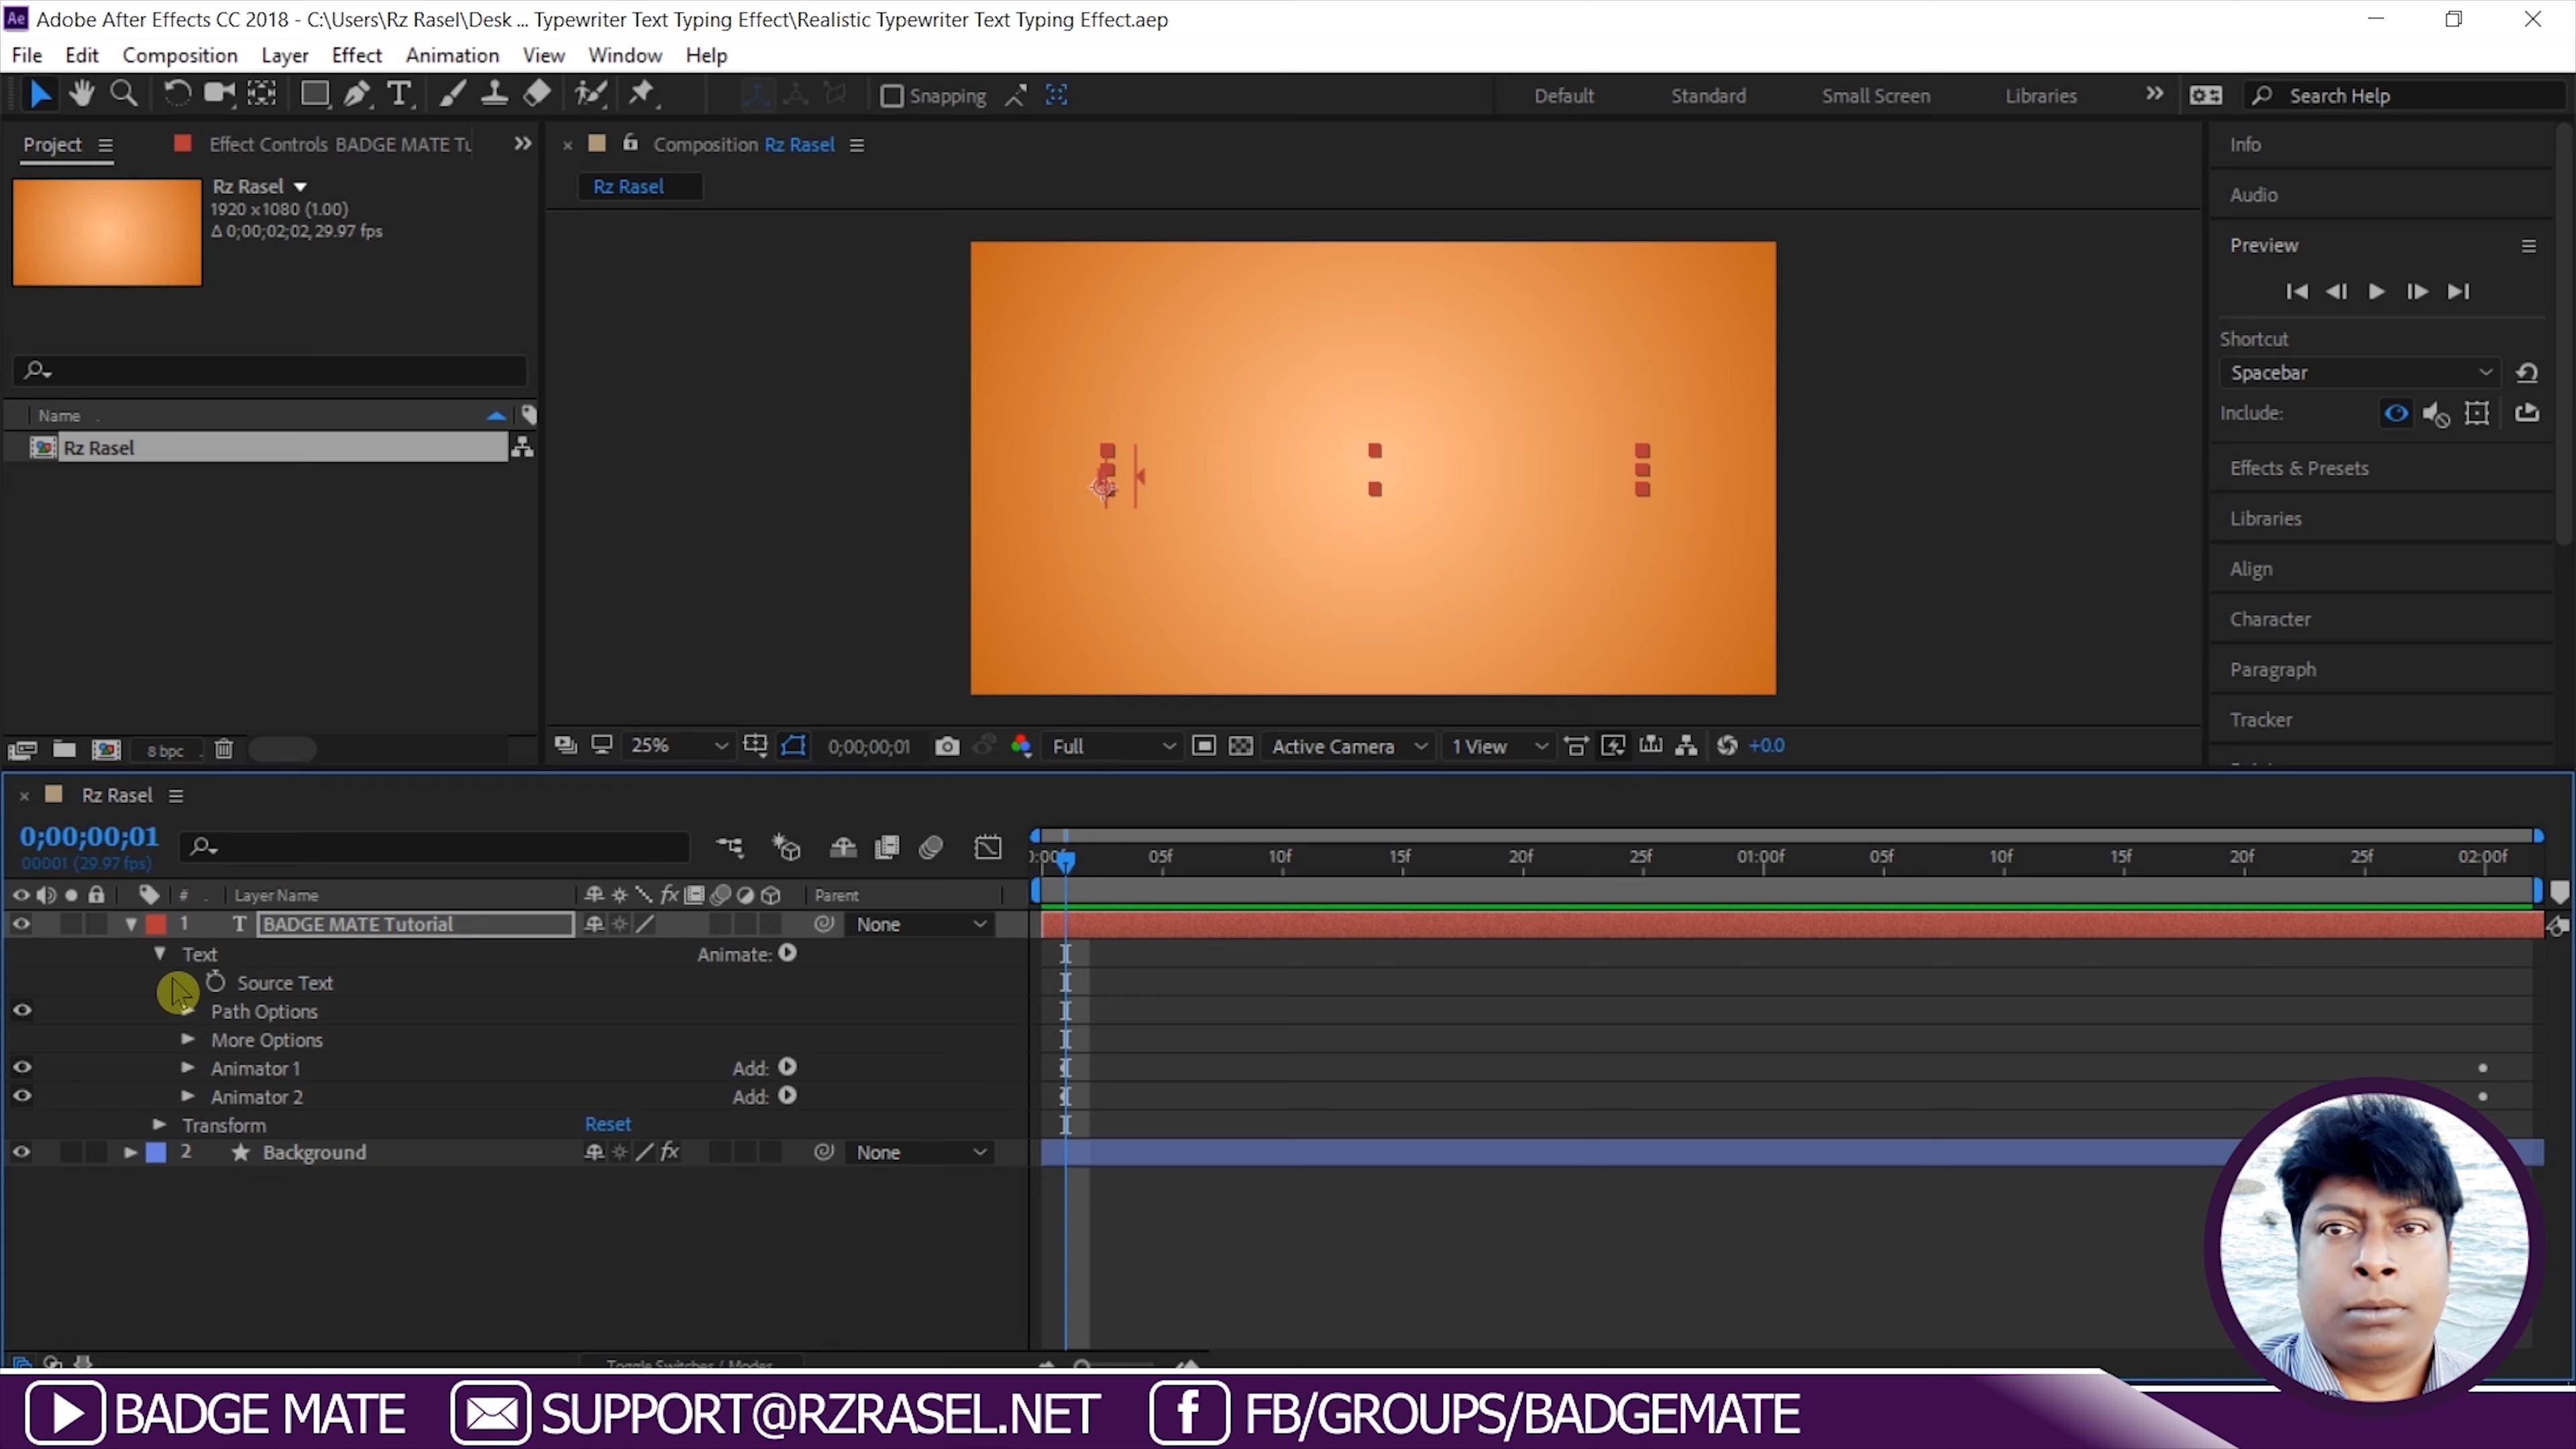 Ae Adobe After Effects CC 2018 - C:\Users\Rz Rasel\Desk ... Typewriter Text Typing Effect\Realistic Typewriter Text Typing Effect.aep
File Edit Composition Layer Effect Animation View Window Help
Snapping Default Standard Small Screen Libraries Search Help
Project Effect Controls BADGE MATE Tu
Composition Rz Rasel
Rz Rasel
Rz Rasel
1920 x1080 (1.00)
Δ 0;00;02;02, 29.97 fps
Name
Rz Rasel
8 bpc
25% 0;00;00;01 Full Active Camera 1 View +0.0
Info
Audio
Preview
Shortcut
Spacebar
Include:
Effects & Presets
Libraries
Align
Character
Paragraph
Tracker
Rz Rasel
0;00;00;01
00001 (29.97 fps)
0:00f 05f 10f 15f 20f 25f 01:00f 05f 10f 15f 20f 25f 02:00f
# . Layer Name fx Parent
1 T BADGE MATE Tutorial None
Text Animate:
Source Text
Path Options
More Options
Animator 1 Add:
Animator 2 Add:
Transform Reset
2 Background fx None
Toggle Switches / Modes
BADGE MATE SUPPORT@RZRASEL.NET f FB/GROUPS/BADGEMATE